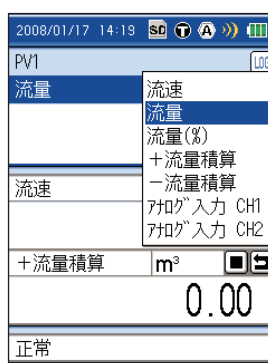 2008/01/17 14:19 SD T A
PV1 LOG
流量
流速
流量
流量(%)
+流量積算
-流量積算
ｱﾅﾛｸﾞ入力 CH1
ｱﾅﾛｸﾞ入力 CH2
流速
+流量積算 m³
0.00
正常